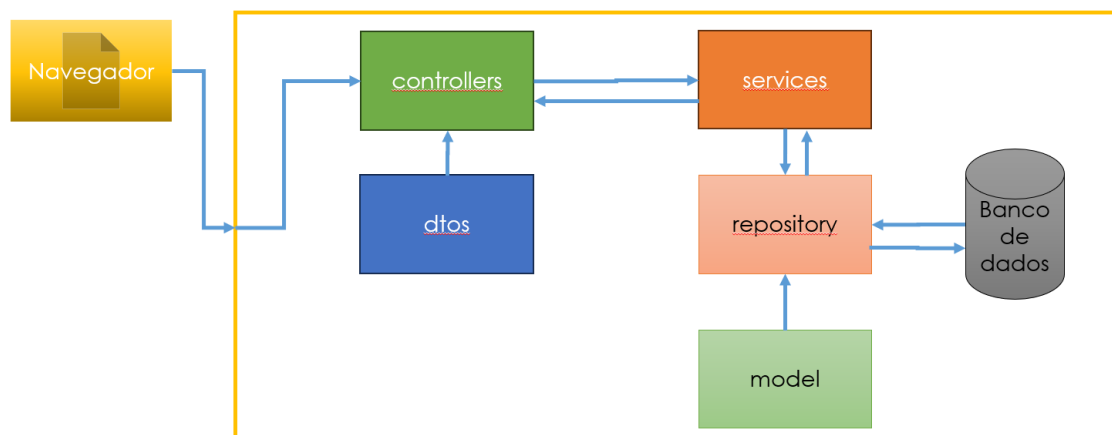 Navegador
controllers
services
dtos
repository
Banco
de
dados
model